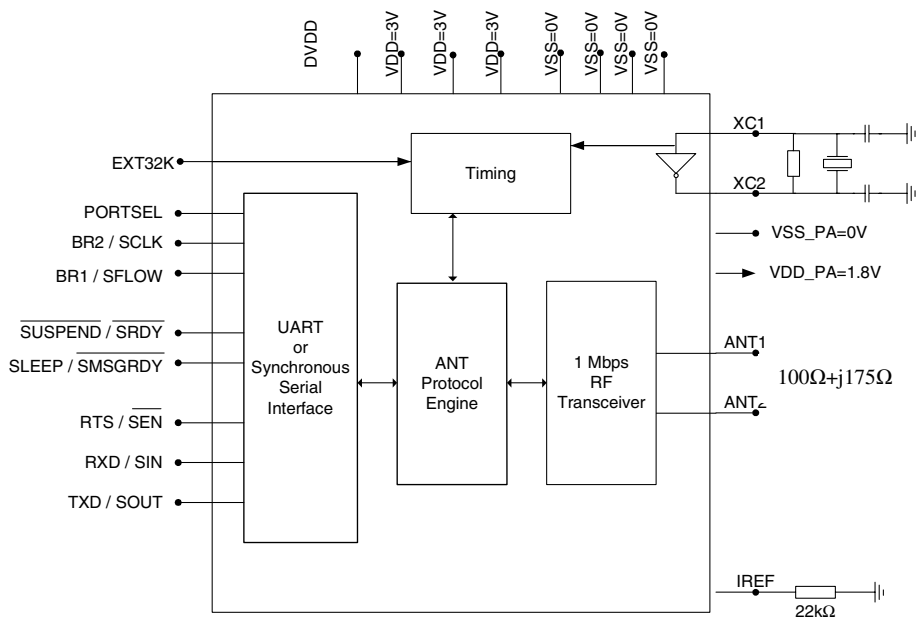 DVDD
VDD=3V
VDD=3V
VDD=3V
VSS=0V
VSS=0V
VSS=0V
VSS=0V
XC1
EXT32K
Timing
XC2
PORTSEL
BR2 / SCLK
VSS_PA=0V
BR1 / SFLOW
VDD_PA=1.8V
SUSPEND / SRDY
SLEEP / SMSGRDY
UART
or
Synchronous
Serial
Interface
ANT
Protocol
Engine
1 Mbps
RF
Transceiver
ANT1
100Ω+j175Ω
RTS / SEN
RXD / SIN
TXD / SOUT
IREF
22kΩ